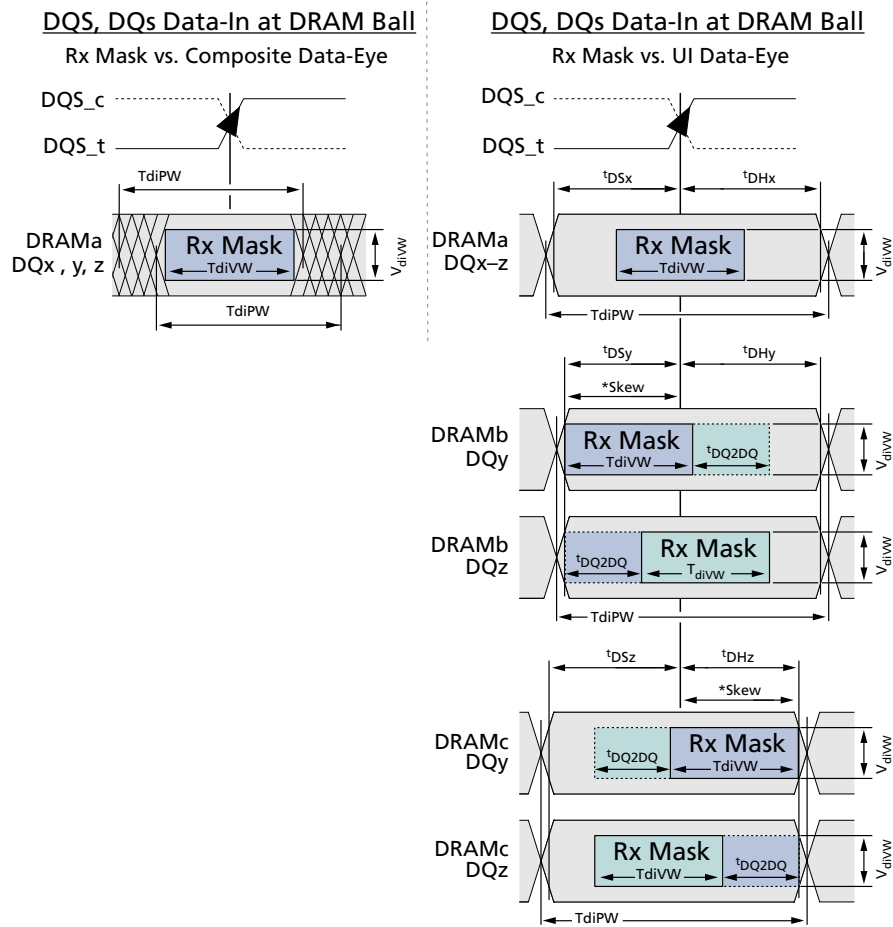 DQS, DQs Data-In at DRAM Ball
Rx Mask vs. Composite Data-Eye
DQS_c
DQS_t
TdiPW
DRAMa
DQx , y, z
Rx Mask
TdiVW
VdiVW
TdiPW
DQS, DQs Data-In at DRAM Ball
Rx Mask vs. UI Data-Eye
DQS_c
DQS_t
tDSx
tDHx
DRAMa
DQx–z
Rx Mask
TdiVW
VdiVW
TdiPW
tDSy
tDHy
*Skew
DRAMb
DQy
Rx Mask
TdiVW
tDQ2DQ
VdiVW
DRAMb
DQz
tDQ2DQ
Rx Mask
TdiVW
VdiVW
TdiPW
tDSz
tDHz
*Skew
DRAMc
DQy
tDQ2DQ
Rx Mask
TdiVW
VdiVW
DRAMc
DQz
Rx Mask
TdiVW
tDQ2DQ
VdiVW
TdiPW